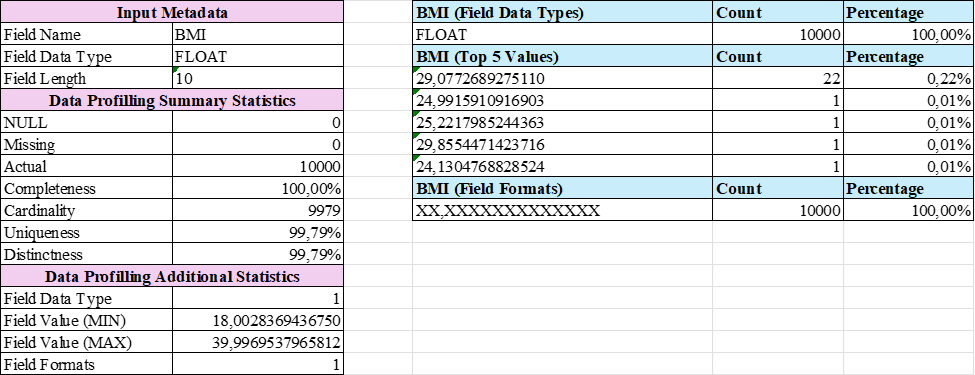 Input Metadata
Field Name BMI
Field Data Type FLOAT
Field Length 10
Data Profilling Summary Statistics
NULL 0
Missing 0
Actual 10000
Completeness 100,00%
Cardinality 9979
Uniqueness 99,79%
Distinctness 99,79%
Data Profilling Additional Statistics
Field Data Type 1
Field Value (MIN) 18,0028369436750
Field Value (MAX) 39,9969537965812
Field Formats 1
BMI (Field Data Types) Count Percentage
FLOAT 10000 100,00%
BMI (Top 5 Values) Count Percentage
29,0772689275110 22 0,22%
24,9915910916903 1 0,01%
25,2217985244363 1 0,01%
29,8554471423716 1 0,01%
24,1304768828524 1 0,01%
BMI (Field Formats) Count Percentage
XX,XXXXXXXXXXXXX 10000 100,00%